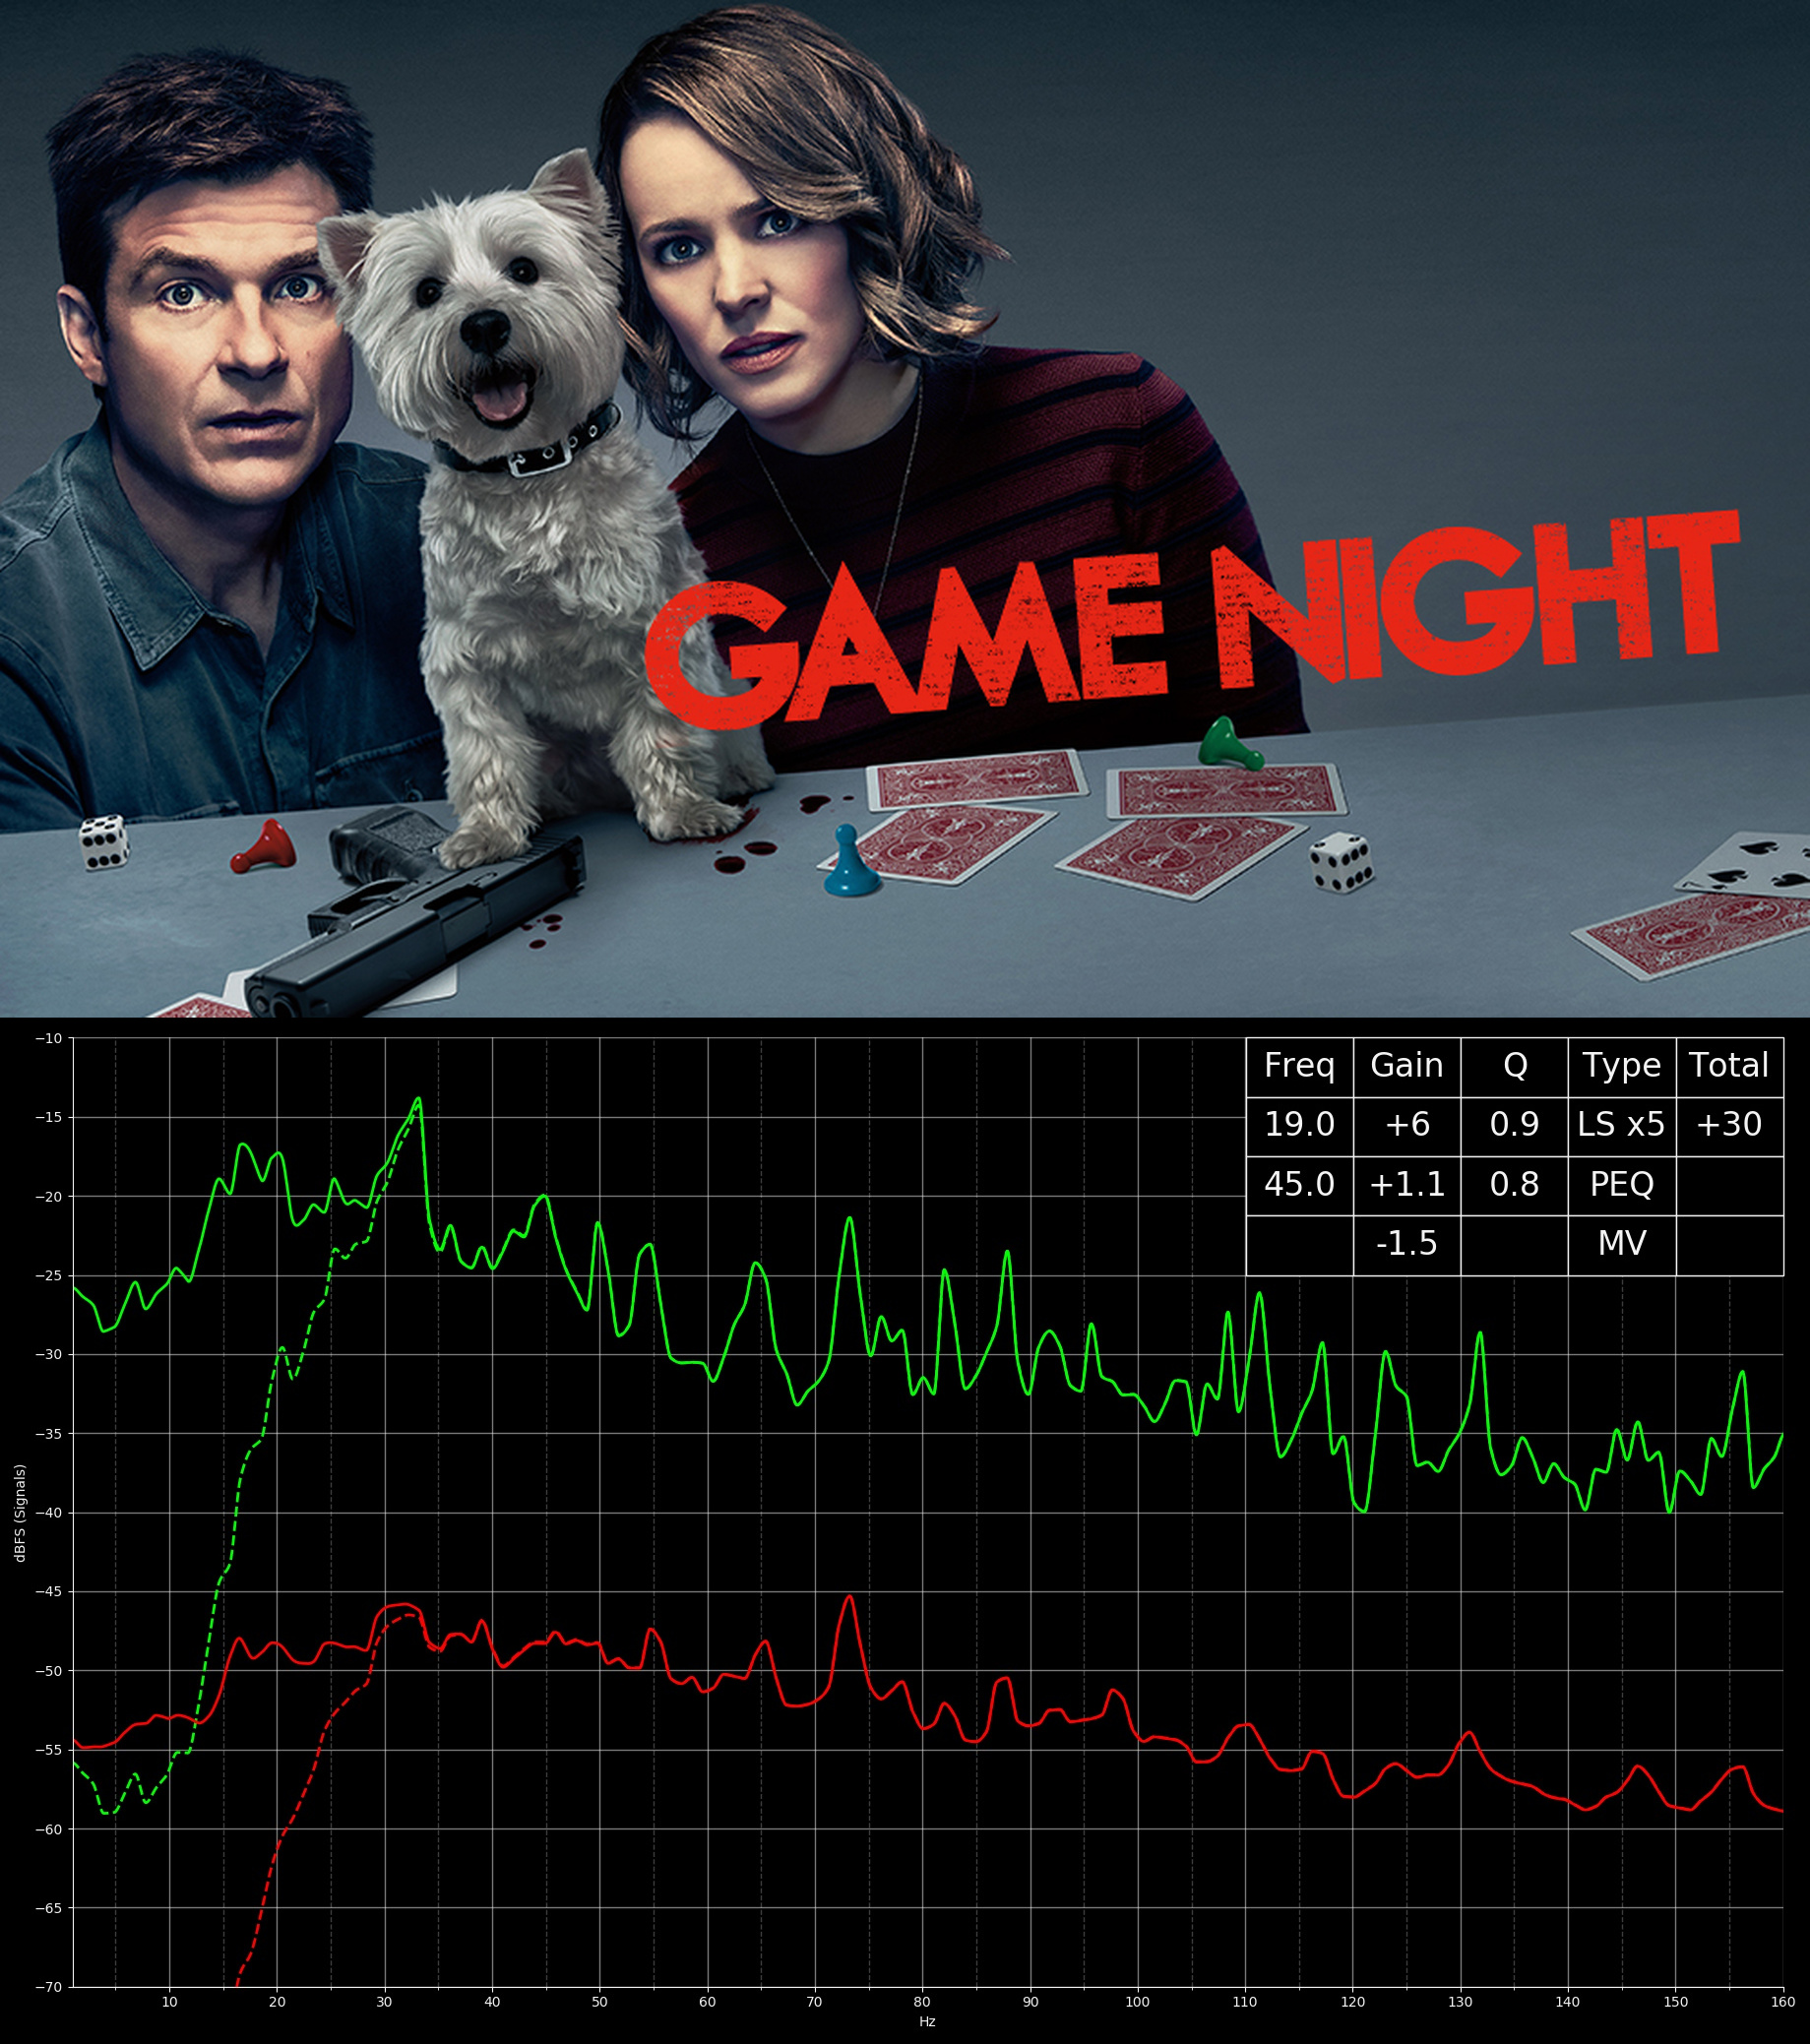 GAME NIGHT
Freq Gain Q Type Total
19.0 +6 0.9 LS x5 +30
45.0 +1.1 0.8 PEQ
-1.5 MV
−10
−15
−20
−25
−30
−35
−40
−45
−50
−55
−60
−65
−70
dBFS (Signals)
10 20 30 40 50 60 70 80 90 100 110 120 130 140 150 160
Hz